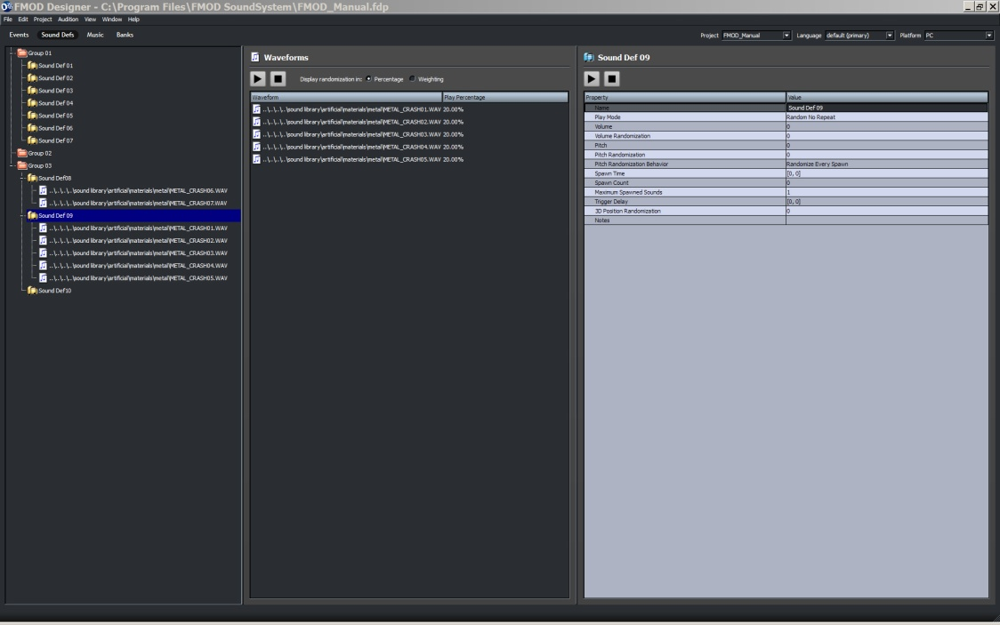 FMOD Designer - C:\Program Files\FMOD SoundSystem\FMOD_Manual.fdp
File Edit Project Audition View Window Help
Events Sound Defs Music Banks
Project FMOD_Manual Language default (primary) Platform PC
Group 01
Sound Def 01
Sound Def 02
Sound Def 03
Sound Def 04
Sound Def 05
Sound Def 06
Sound Def 07
Group 02
Group 03
Sound Def08
..\..\..\..\sound library\artificial\materials\metal\METAL_CRASH06.WAV
..\..\..\..\sound library\artificial\materials\metal\METAL_CRASH07.WAV
Sound Def 09
..\..\..\..\sound library\artificial\materials\metal\METAL_CRASH01.WAV
..\..\..\..\sound library\artificial\materials\metal\METAL_CRASH02.WAV
..\..\..\..\sound library\artificial\materials\metal\METAL_CRASH03.WAV
..\..\..\..\sound library\artificial\materials\metal\METAL_CRASH04.WAV
..\..\..\..\sound library\artificial\materials\metal\METAL_CRASH05.WAV
Sound Def10
Waveforms
Display randomization in: Percentage Weighting
Waveform Play Percentage
..\..\..\..\sound library\artificial\materials\metal\METAL_CRASH01.WAV 20.00%
..\..\..\..\sound library\artificial\materials\metal\METAL_CRASH02.WAV 20.00%
..\..\..\..\sound library\artificial\materials\metal\METAL_CRASH03.WAV 20.00%
..\..\..\..\sound library\artificial\materials\metal\METAL_CRASH04.WAV 20.00%
..\..\..\..\sound library\artificial\materials\metal\METAL_CRASH05.WAV 20.00%
Sound Def 09
Property Value
Name Sound Def 09
Play Mode Random No Repeat
Volume 0
Volume Randomization 0
Pitch 0
Pitch Randomization 0
Pitch Randomization Behavior Randomize Every Spawn
Spawn Time [0, 0]
Spawn Count 0
Maximum Spawned Sounds 1
Trigger Delay [0, 0]
3D Position Randomization 0
Notes